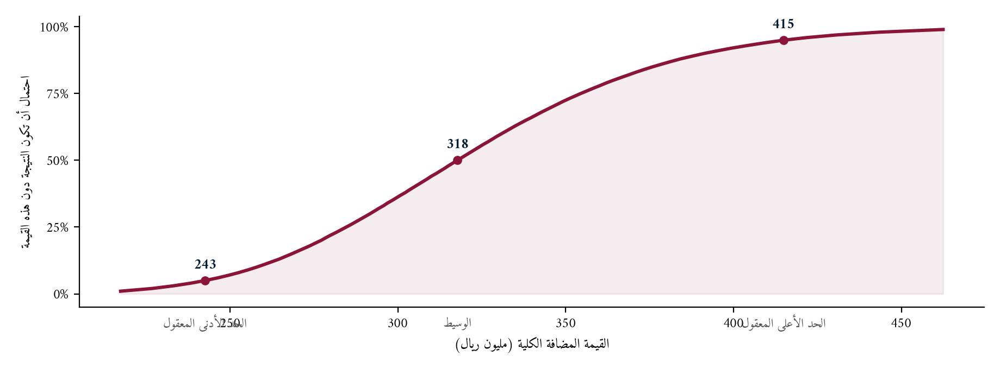 احتمال أن تكون النتيجة دون هذه القيمة
100%
75%
50%
25%
0%
415
318
243
250
300
350
400
450
الحد الأدنى المعقول
الوسيط
الحد الأعلى المعقول
القيمة المضافة الكلية (مليون ريال)